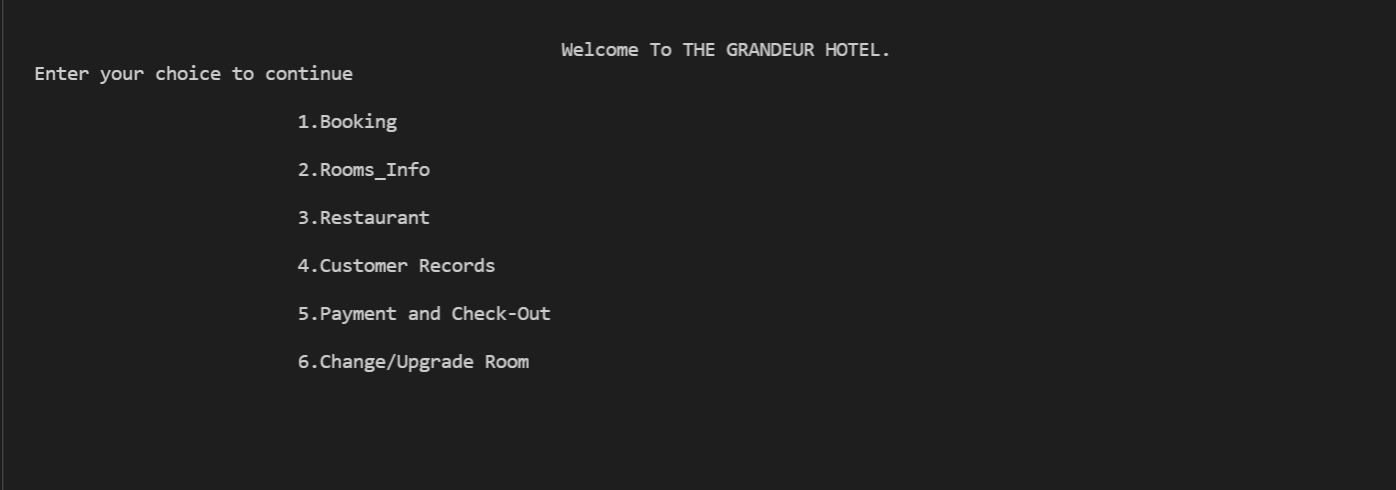 Welcome To THE GRANDEUR HOTEL.
Enter your choice to continue
1.Booking
2.Rooms_Info
3.Restaurant
4.Customer Records
5.Payment and Check-Out
6.Change/Upgrade Room